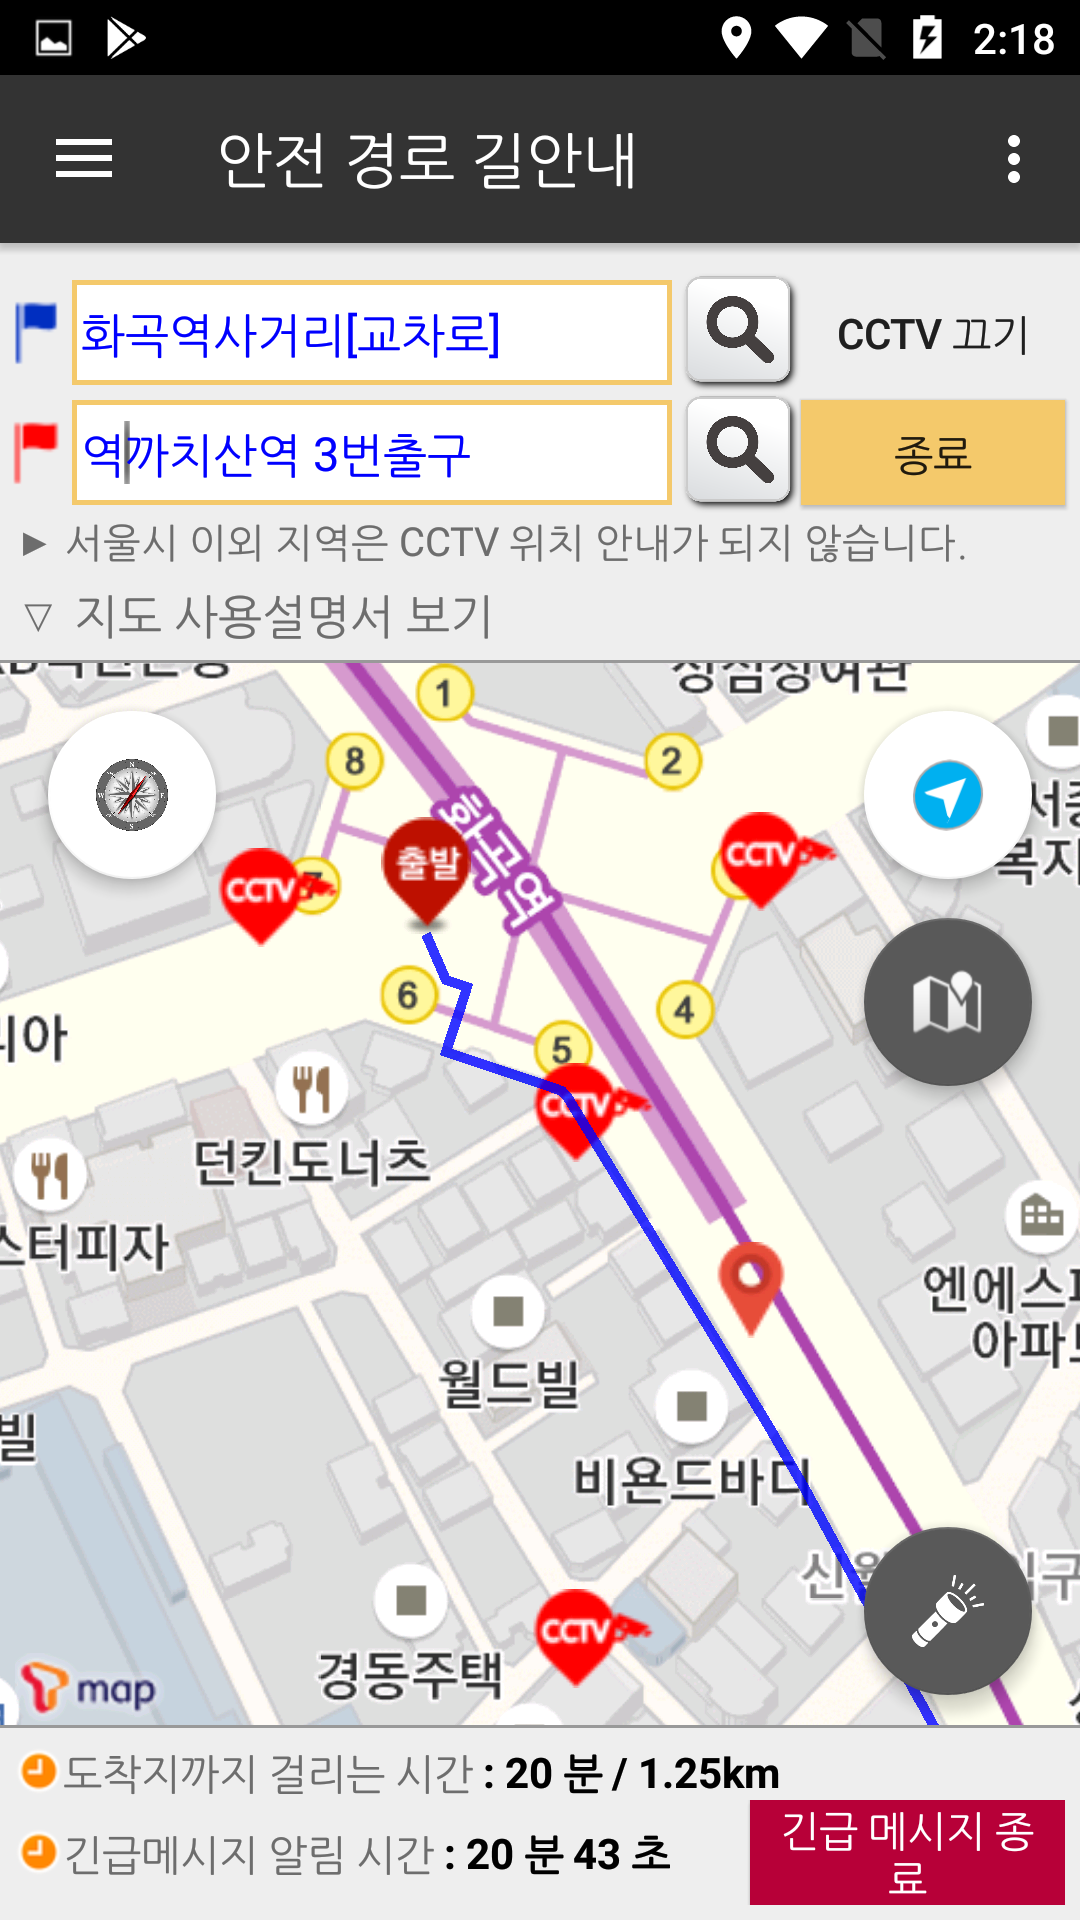 2:18
안전 경로 길안내
화곡역사거리[교차로]
CCTV 끄기
역까치산역 3번출구
종료
► 서울시 이외 지역은 CCTV 위치 안내가 되지 않습니다.
▽ 지도 사용설명서 보기
1
8
2
화곡역
출발
CCTV
CCTV
복지
6
4
5
리아
CCTV
던킨도너츠
스터피자
엔에스
아파트
월드빌
빌
비욘드바디
CCTV
경동주택
T map
도착지까지 걸리는 시간 : 20 분 / 1.25km
긴급메시지 알림 시간 : 20 분 43 초
긴급 메시지 종
료